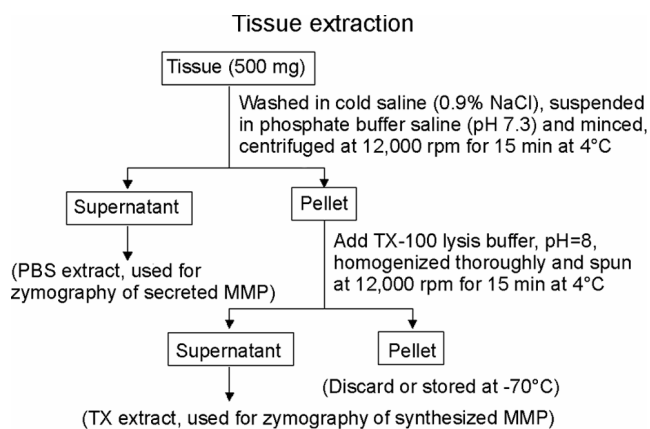 Tissue extraction
Tissue (500 mg)
Washed in cold saline (0.9% NaCl), suspended
in phosphate buffer saline (pH 7.3) and minced,
centrifuged at 12,000 rpm for 15 min at 4°C
Supernatant
Pellet
(PBS extract, used for
zymography of secreted MMP)
Add TX-100 lysis buffer, pH=8,
homogenized thoroughly and spun
at 12,000 rpm for 15 min at 4°C
Supernatant
Pellet
(Discard or stored at -70°C)
(TX extract, used for zymography of synthesized MMP)